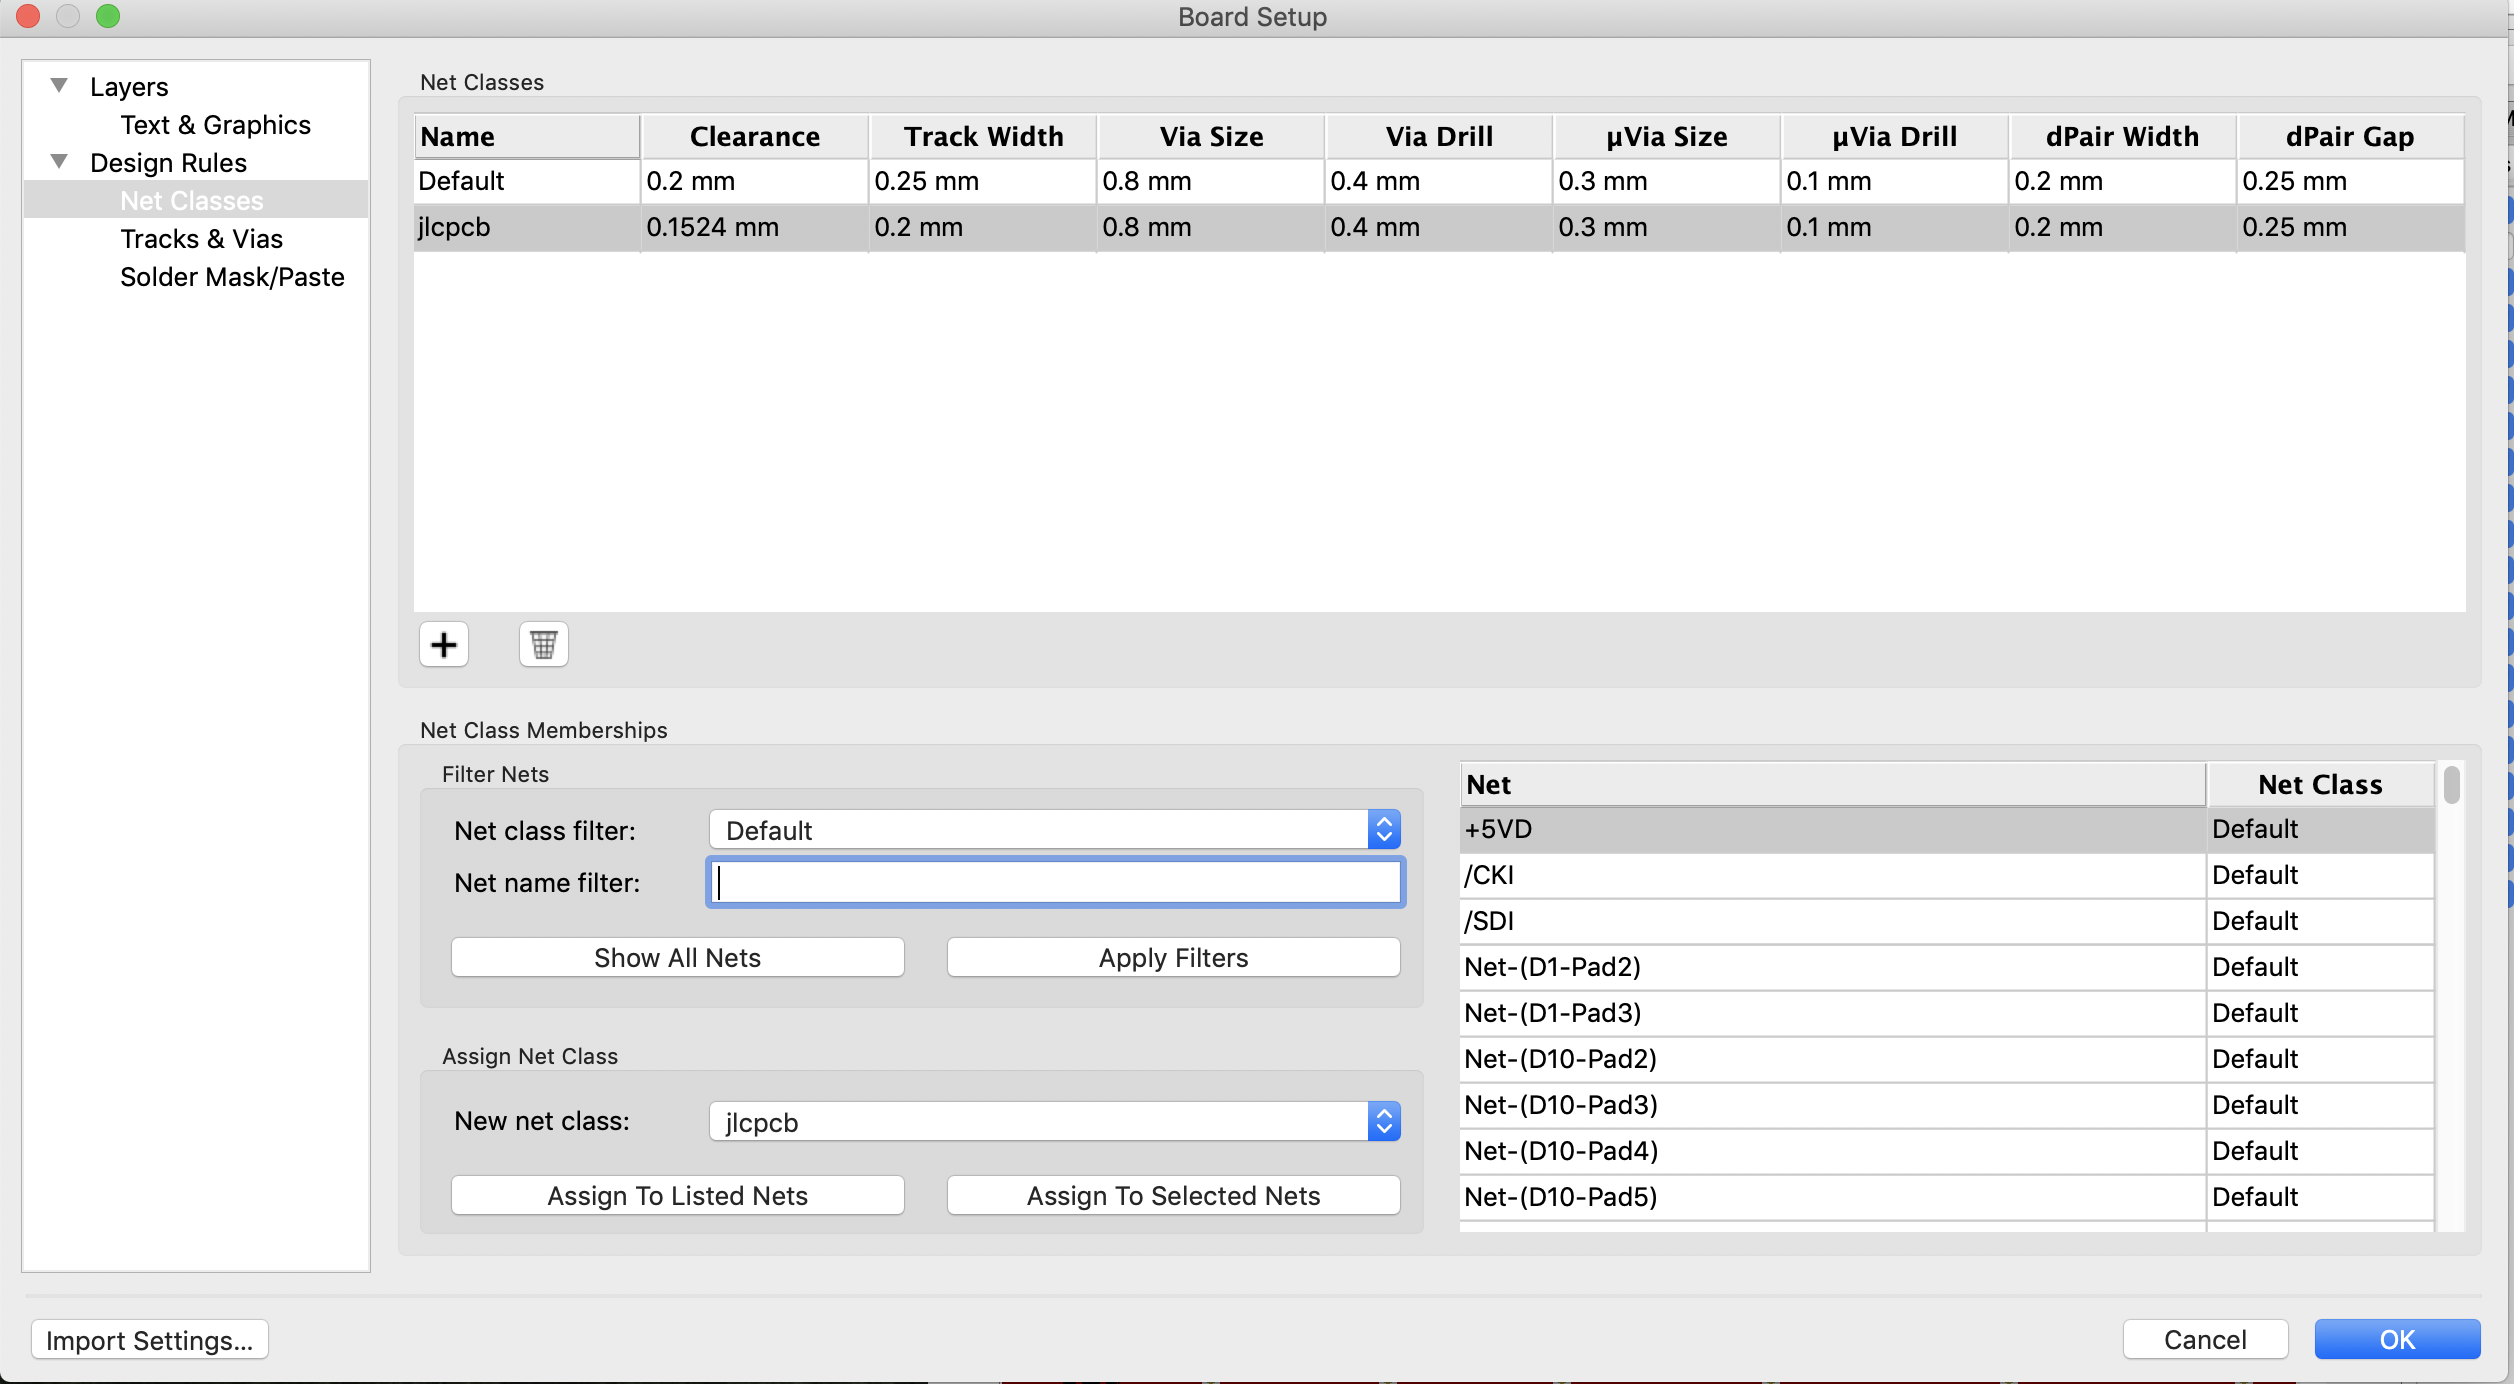 Board Setup
Layers
Text & Graphics
Design Rules
Net Classes
Tracks & Vias
Solder Mask/Paste
Net Classes
Name Clearance Track Width Via Size Via Drill µVia Size µVia Drill dPair Width dPair Gap
Default 0.2 mm 0.25 mm 0.8 mm 0.4 mm 0.3 mm 0.1 mm 0.2 mm 0.25 mm
jlcpcb 0.1524 mm 0.2 mm 0.8 mm 0.4 mm 0.3 mm 0.1 mm 0.2 mm 0.25 mm
Net Class Memberships
Filter Nets
Net class filter: Default
Net name filter:
Show All Nets Apply Filters
Assign Net Class
New net class: jlcpcb
Assign To Listed Nets Assign To Selected Nets
Net Net Class
+5VD Default
/CKI Default
/SDI Default
Net-(D1-Pad2) Default
Net-(D1-Pad3) Default
Net-(D10-Pad2) Default
Net-(D10-Pad3) Default
Net-(D10-Pad4) Default
Net-(D10-Pad5) Default
Import Settings... Cancel OK